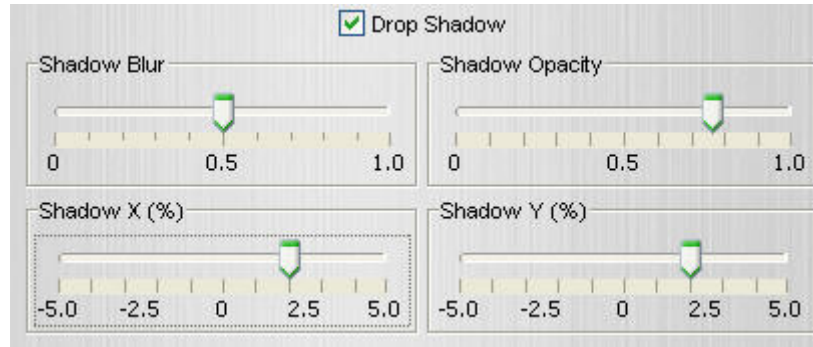 Drop Shadow
Shadow Blur
0 0.5 1.0
Shadow Opacity
0 0.5 1.0
Shadow X (%)
-5.0 -2.5 0 2.5 5.0
Shadow Y (%)
-5.0 -2.5 0 2.5 5.0